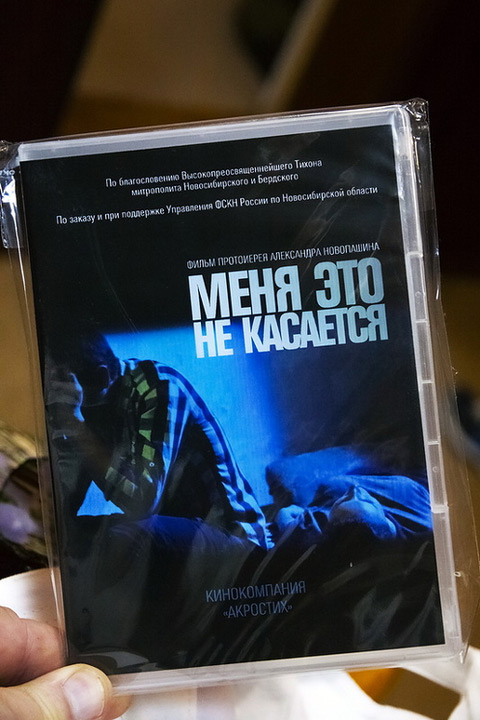 По благословению Высокопреосвященнейшего Тихона
митрополита Новосибирского и Бердского
По заказу и при поддержке Управления ФСКН России по Новосибирской области
ФИЛЬМ ПРОТОИЕРЕЯ АЛЕКСАНДРА НОВОПАШИНА
МЕНЯ ЭТО
НЕ КАСАЕТСЯ
КИНОКОМПАНИЯ
«АКРОСТИХ»